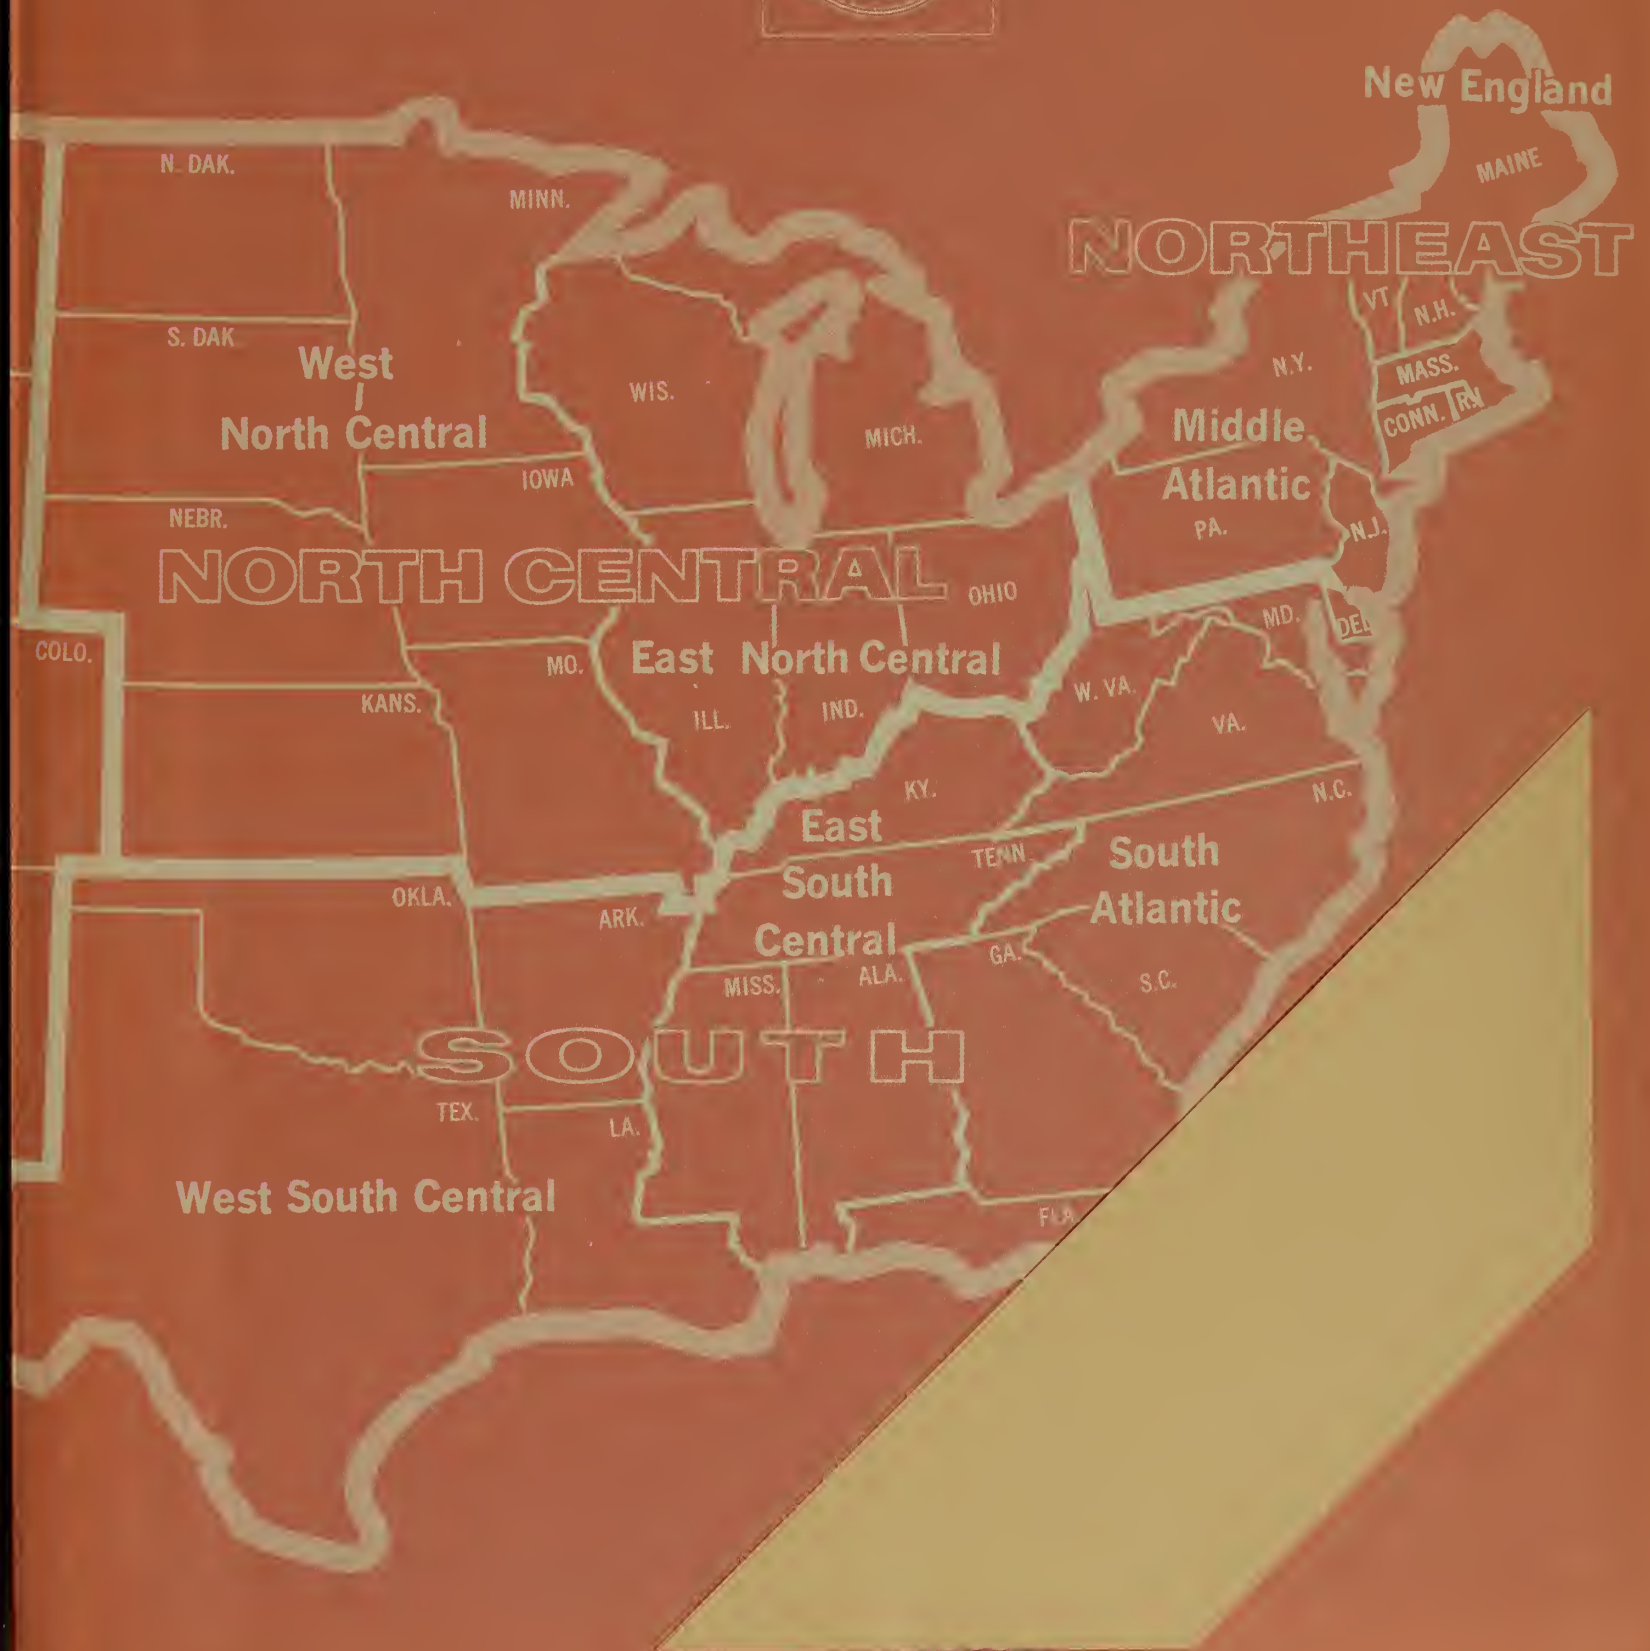 New England
MAINE
N. DAK.
MINN.
NORTHEAST
VT
N.H.
S. DAK
West
North Central
WIS.
MICH.
N.Y.
MASS.
CONN.
R.I.
Middle
Atlantic
PA.
N.J.
IOWA
NEBR.
NORTH CENTRAL
OHIO
MD.
DEL
COLO.
MO.
East North Central
KANS.
ILL.
IND.
W. VA.
VA.
KY.
N.C.
East
South
Central
TENN
South
Atlantic
OKLA.
ARK.
MISS.
ALA.
GA.
S.C.
SOUTH
TEX.
LA.
West South Central
FLA.